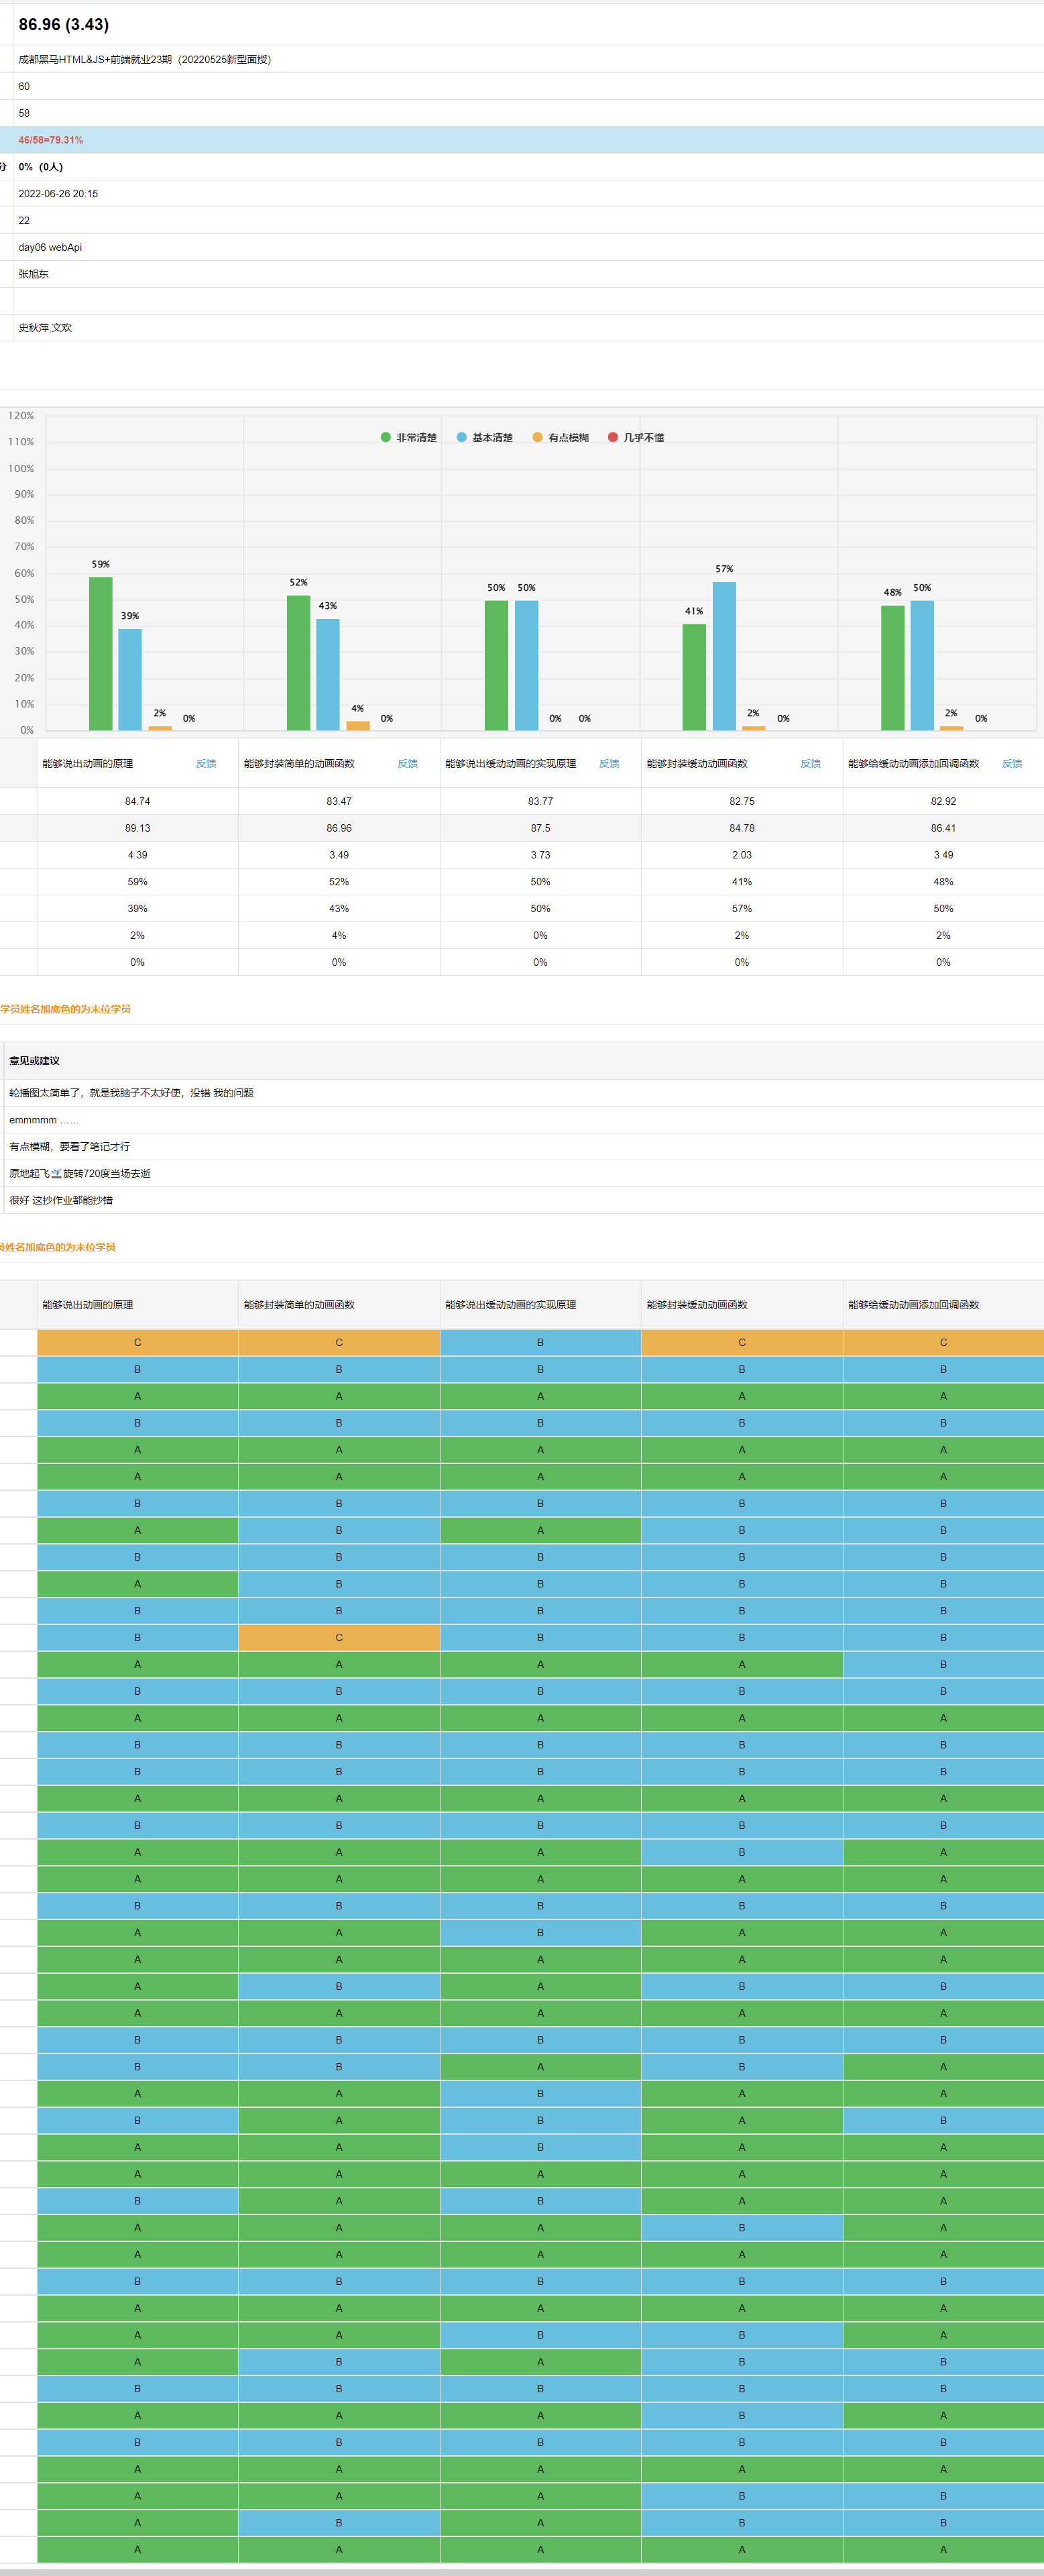 86.96 (3.43)
成都黑马HTML&JS+前端就业23期（20220525新型面授）
60
58
46/58=79.31%
分 0%（0人）
2022-06-26 20:15
22
day06 webApi
张旭东
史秋萍,文欢
120%
非常清楚 基本清楚 有点模糊 几乎不懂
110%
100%
90%
80%
70%
60%
50%
40%
30%
20%
10%
0%
59% 39% 2% 0% 52% 43% 4% 0% 50% 50% 0% 0% 41% 57% 2% 0% 48% 50% 2% 0%
能够说出动画的原理 反馈 能够封装简单的动画函数 反馈 能够说出缓动动画的实现原理 反馈 能够封装缓动动画函数 反馈 能够给缓动动画添加回调函数 反馈
84.74 83.47 83.77 82.75 82.92
89.13 86.96 87.5 84.78 86.41
4.39 3.49 3.73 2.03 3.49
59% 52% 50% 41% 48%
39% 43% 50% 57% 50%
2% 4% 0% 2% 2%
0% 0% 0% 0% 0%
学员姓名加底色的为末位学员
意见或建议
轮播图太简单了，就是我脑子不太好使，没错 我的问题
emmmmm ……
有点模糊，要看了笔记才行
原地起飞🛫旋转720度当场去逝
很好 这抄作业都能抄错
员姓名加底色的为末位学员
能够说出动画的原理 能够封装简单的动画函数 能够说出缓动动画的实现原理 能够封装缓动动画函数 能够给缓动动画添加回调函数
C C B C C
B B B B B
A A A A A
B B B B B
A A A A A
A A A A A
B B B B B
A B A B B
B B B B B
A B B B B
B B B B B
B C B B B
A A A A B
B B B B B
A A A A A
B B B B B
B B B B B
A A A A A
B B B B B
A A A B A
A A A A A
B B B B B
A A B A A
A A A A A
A B A B B
A A A A A
B B B B B
B B A B A
A A B A A
B A B A B
A A B A A
A A A A A
B A B A A
A A A B A
A A A A A
B B B B B
A A A A A
A A B B A
A B A B B
B B B B B
A A A B A
B B B B B
A A A A A
A A A B B
A B A B B
A A A A A